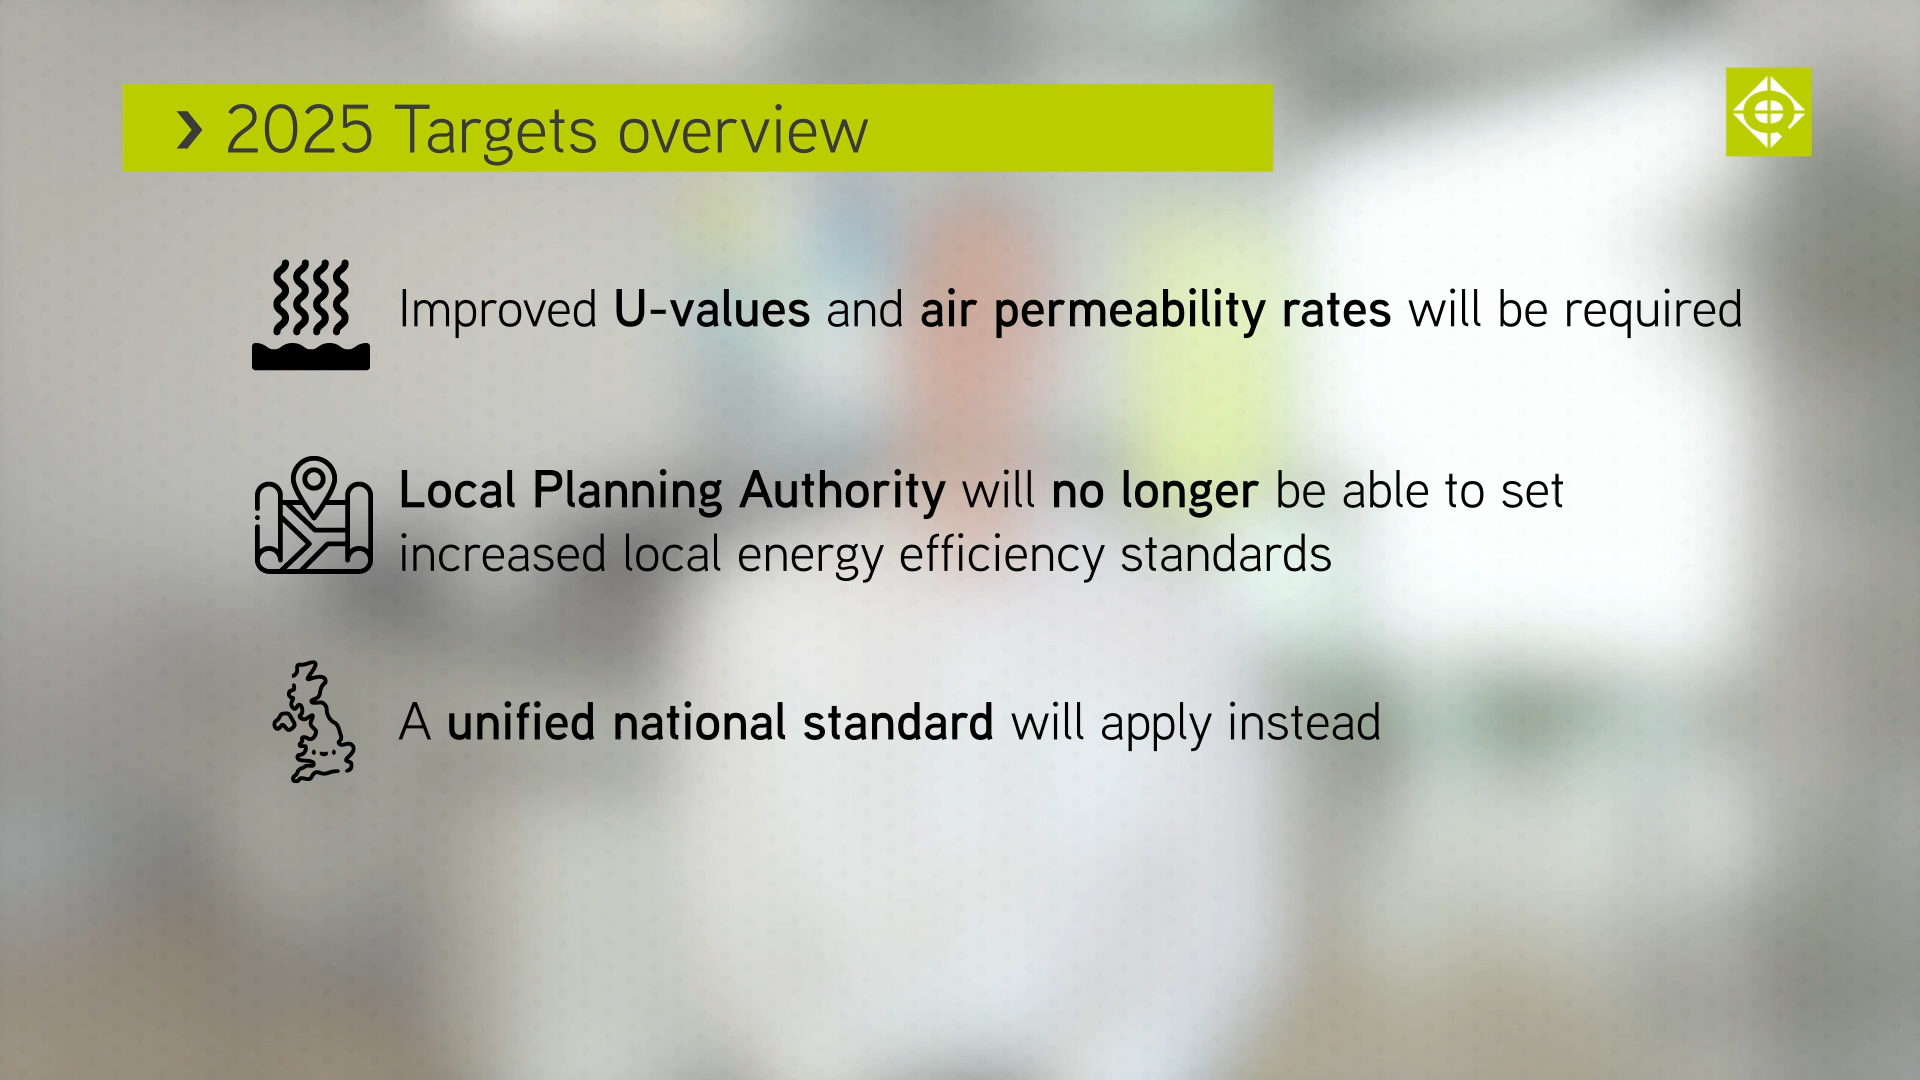 2025 Targets overview
Improved U-values and air permeability rates will be required
Local Planning Authority will no longer be able to set
increased local energy efficiency standards
A unified national standard will apply instead